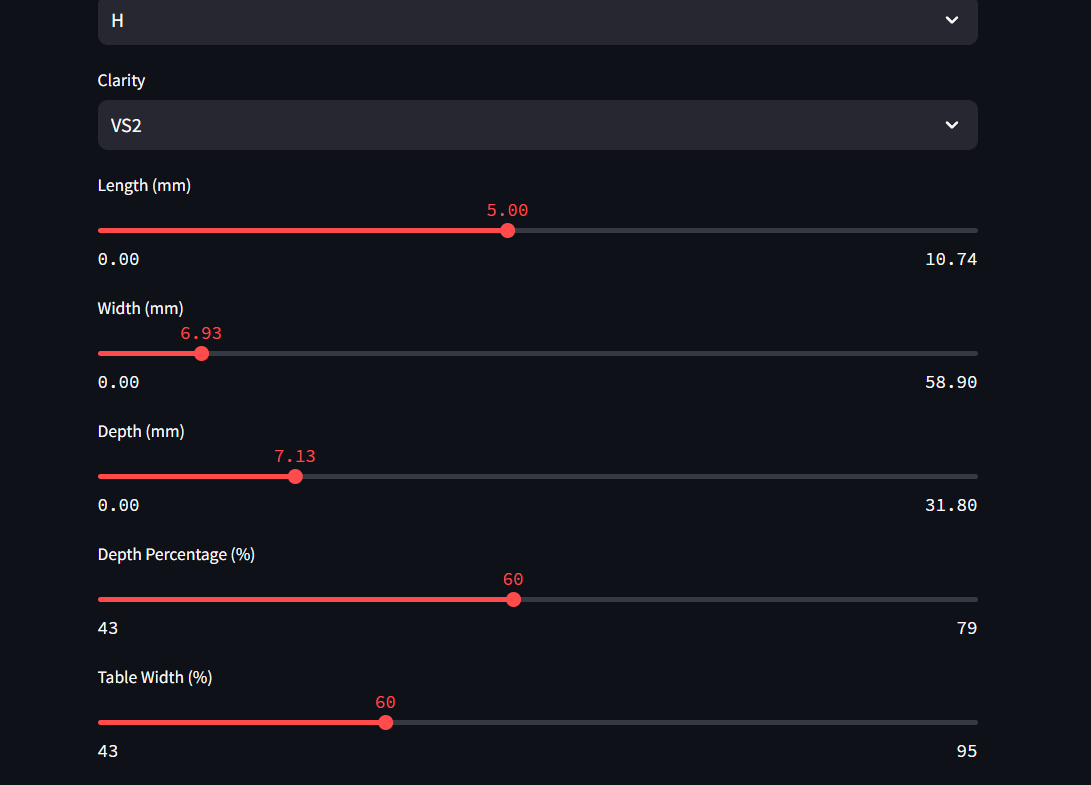 H
Clarity
VS2
Length (mm)
5.00
0.00 10.74
Width (mm)
6.93
0.00 58.90
Depth (mm)
7.13
0.00 31.80
Depth Percentage (%)
60
43 79
Table Width (%)
60
43 95